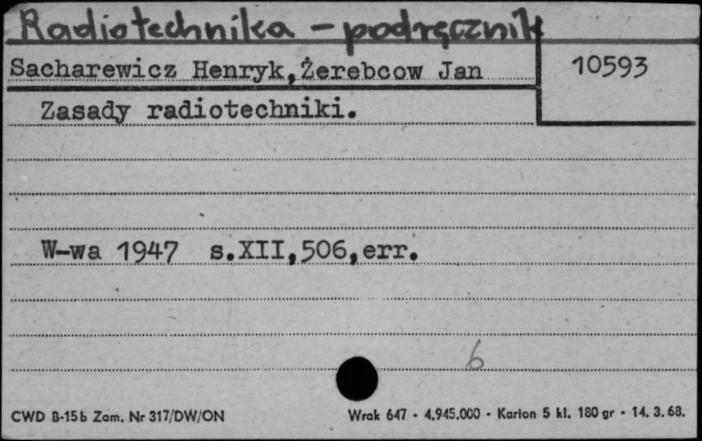 Radiotechnika - podręcznik
Sacharewicz Henryk, Żerebcow Jan
10593
Zasady radiotechniki.
W-wa 1947 s.XII,506,err.
6
CWD B-15b Zam. Nr 317/DW/ON
Wrak 647 - 4.945.000 - Karton 5 kl. 180 gr - 14. 3. 68.